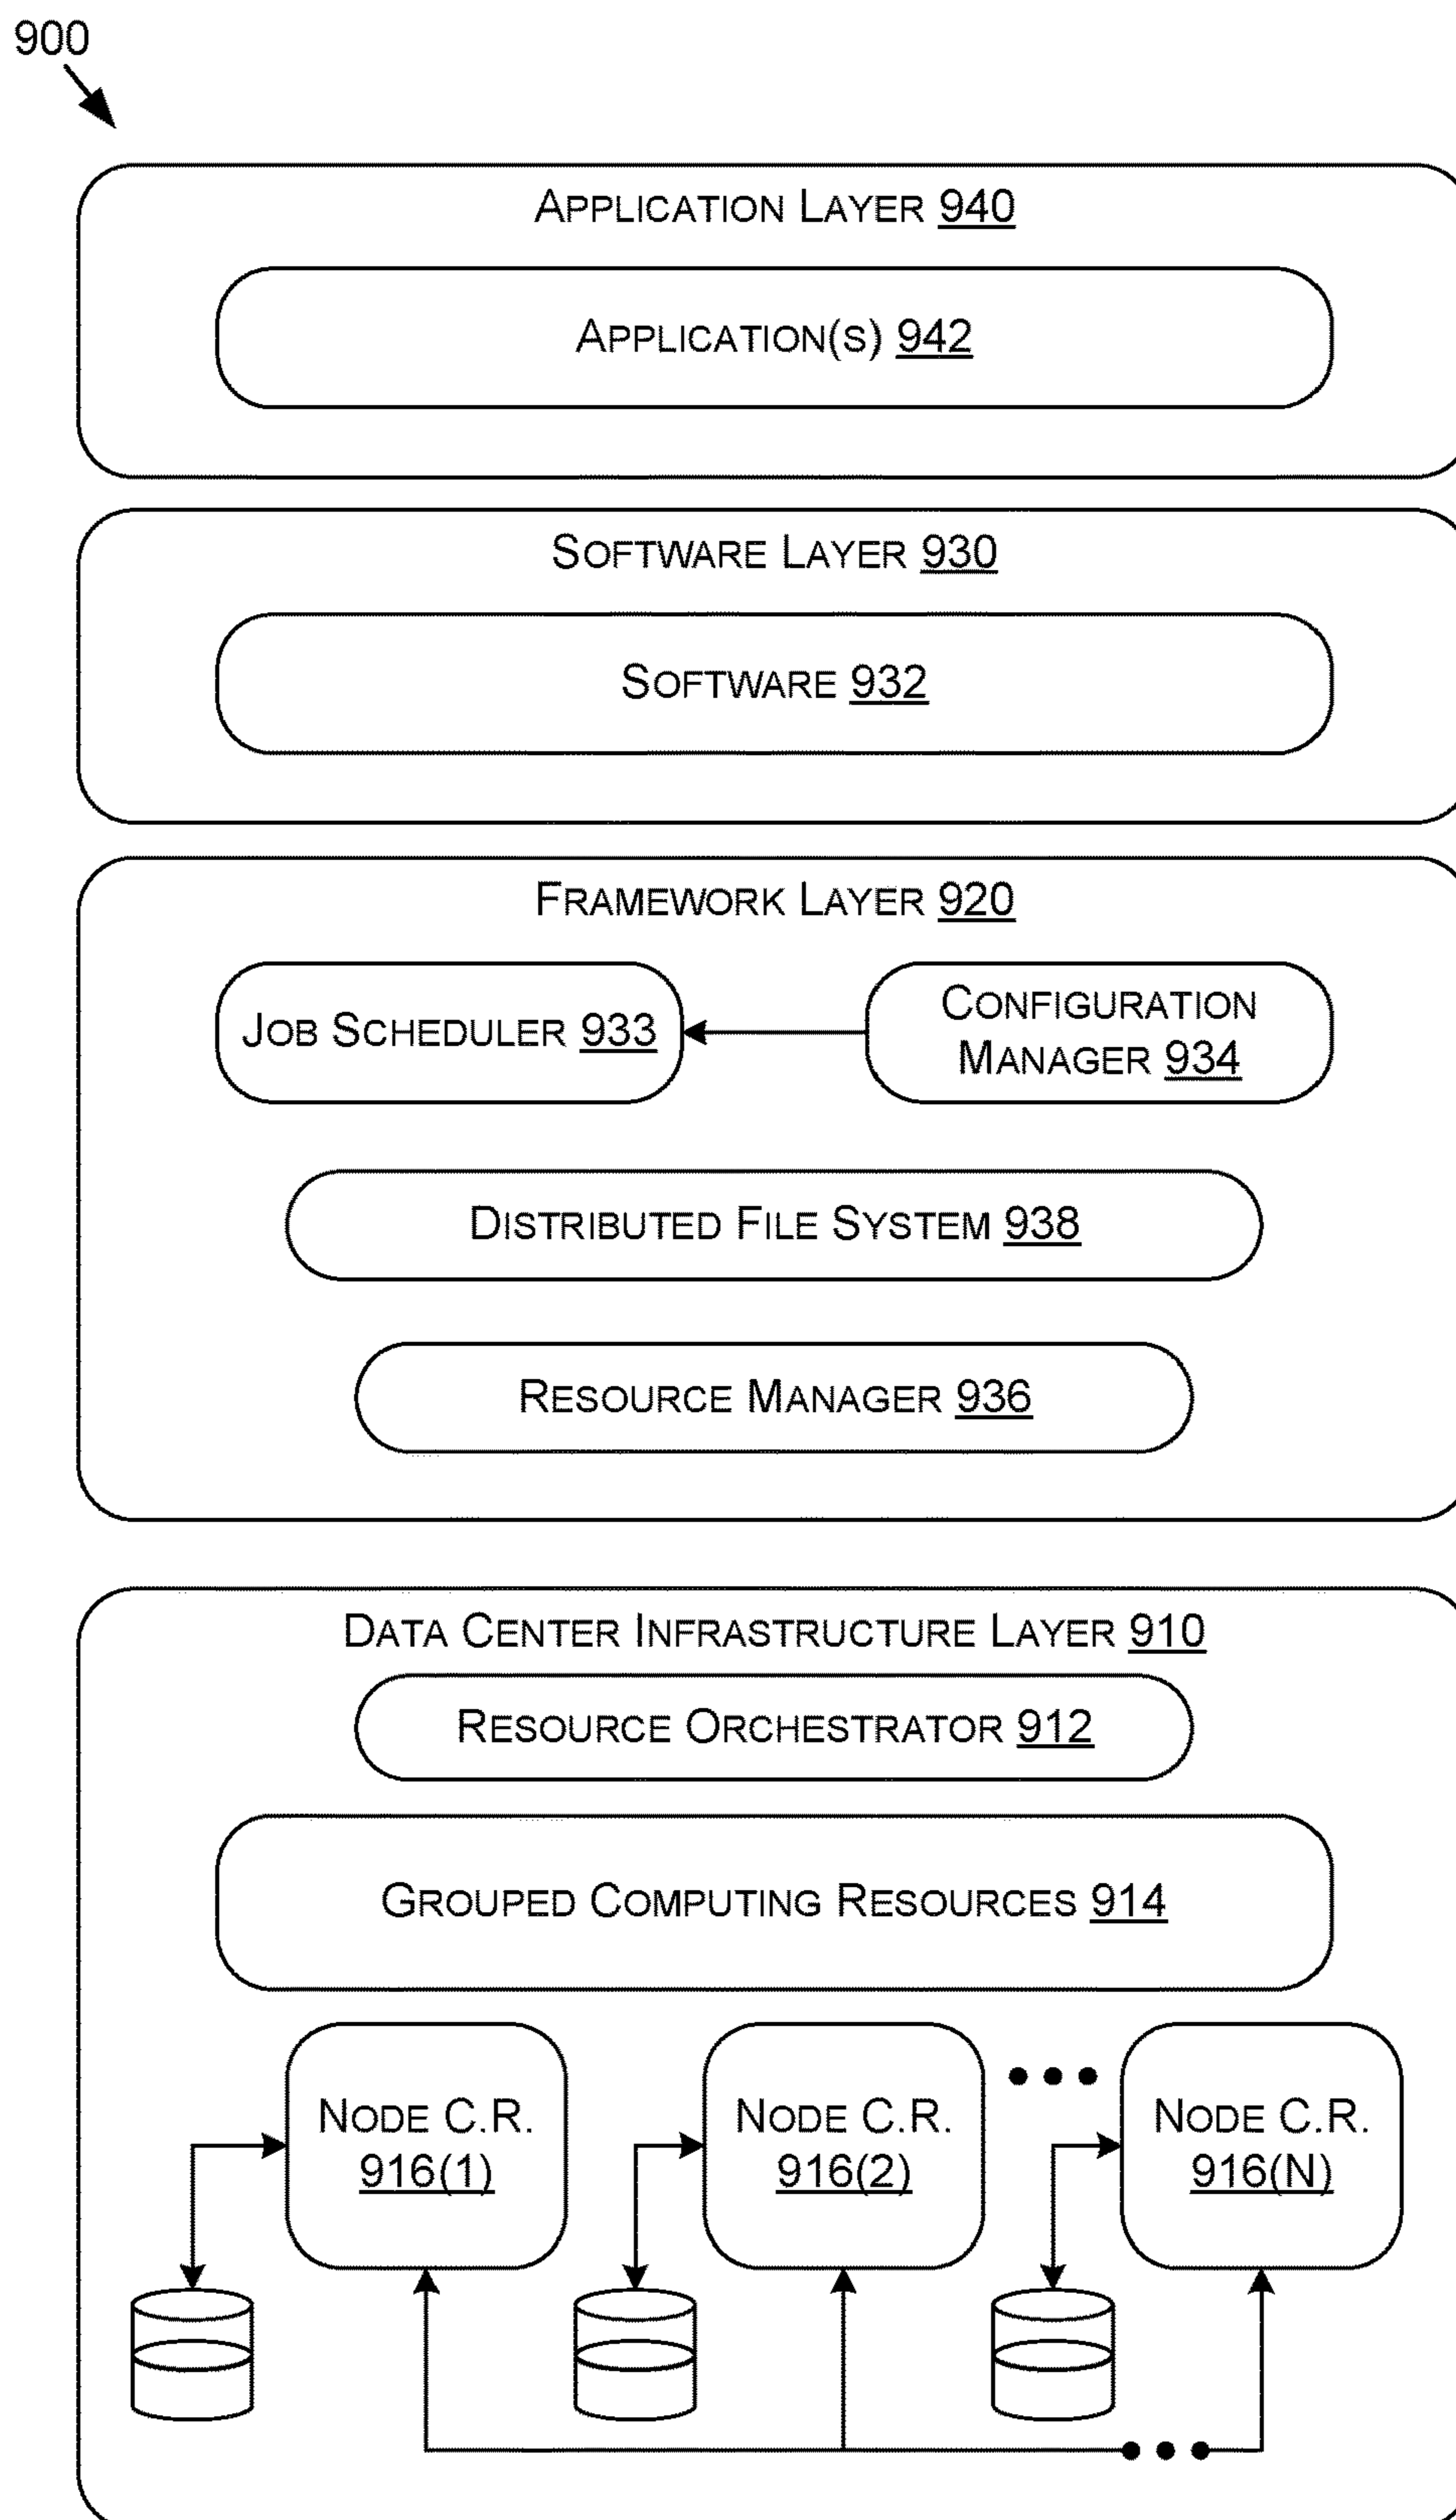 900
APPLICATION LAYER 940
APPLICATION(S) 942
SOFTWARE LAYER 930
SOFTWARE 932
FRAMEWORK LAYER 920
JOB SCHEDULER 933
CONFIGURATION
MANAGER 934
DISTRIBUTED FILE SYSTEM 938
RESOURCE MANAGER 936
DATA CENTER INFRASTRUCTURE LAYER 910
RESOURCE ORCHESTRATOR 912
GROUPED COMPUTING RESOURCES 914
NODE C.R.
916(1)
NODE C.R.
916(2)
NODE C.R.
916(N)